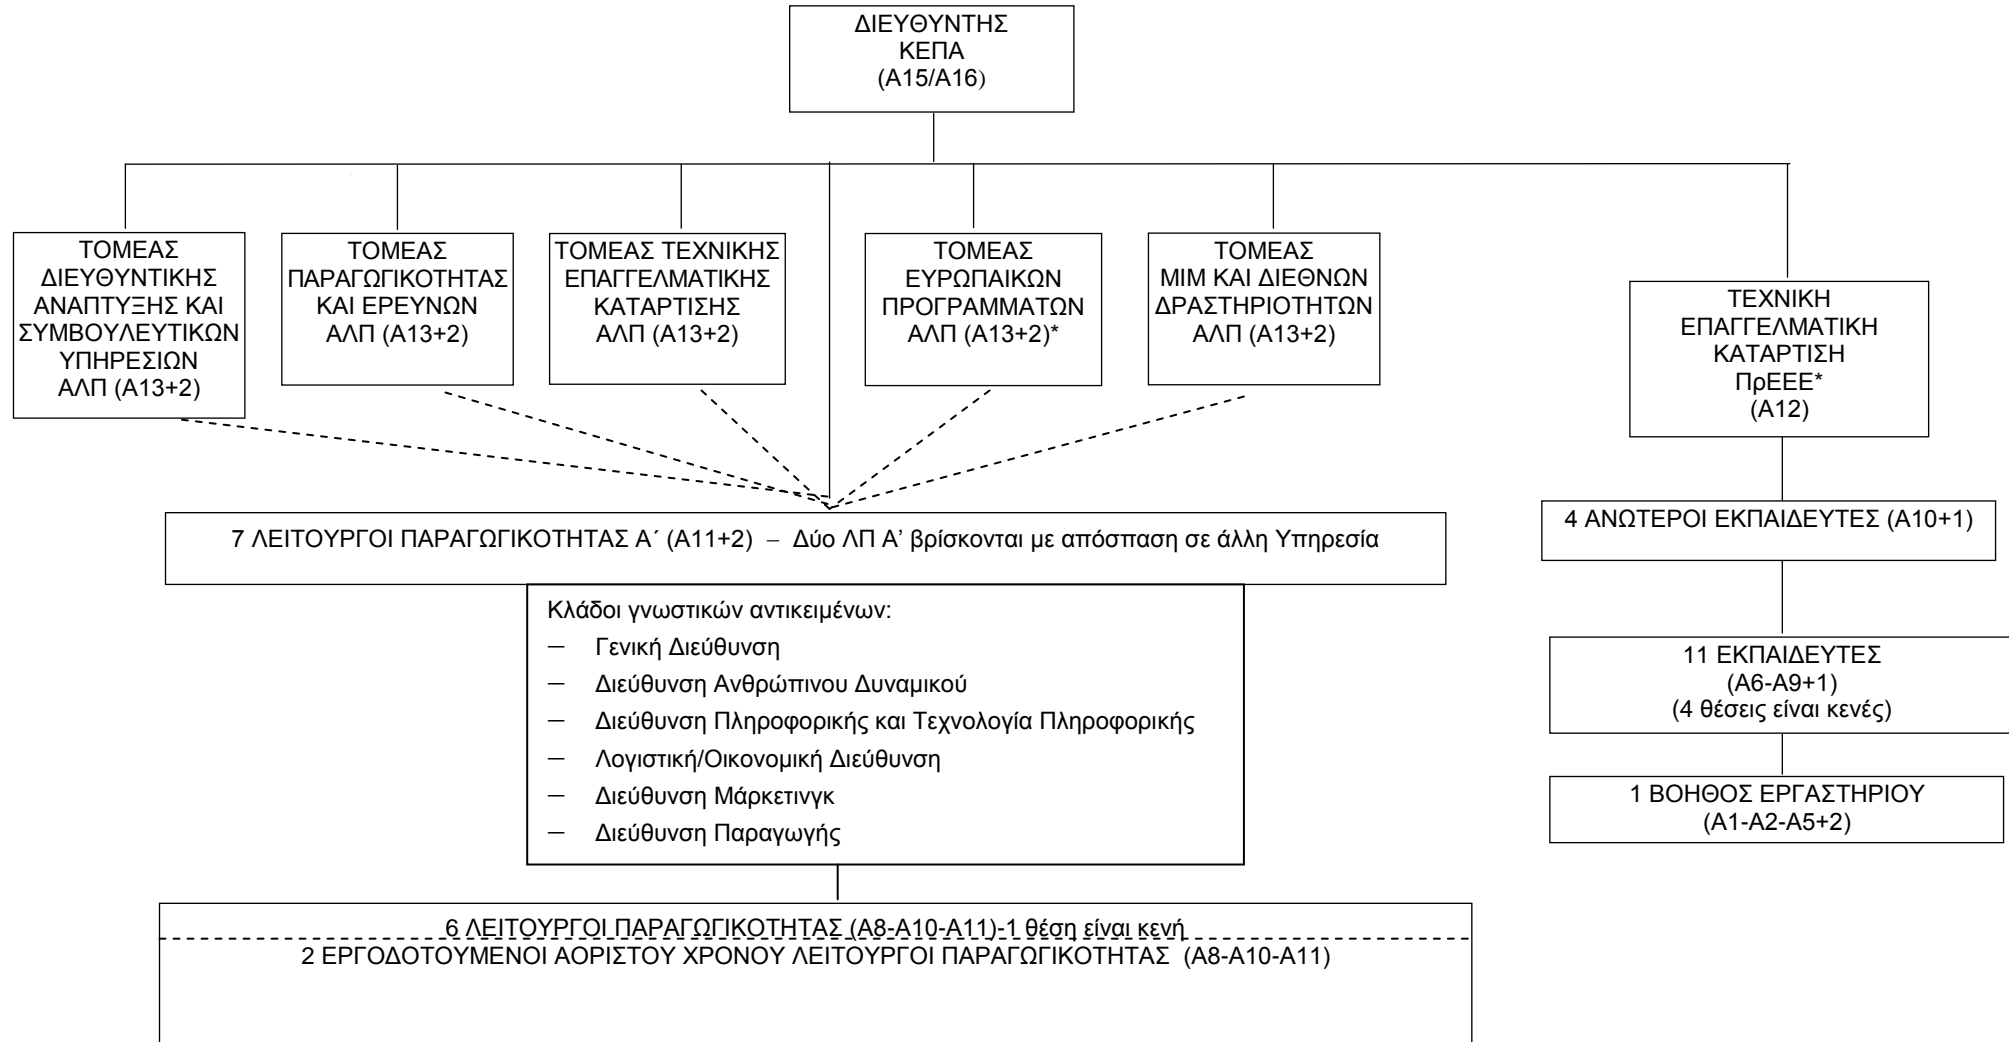 ΔΙΕΥΘΥΝΤΗΣ
ΚΕΠΑ
(Α15/Α16)
ΤΟΜΕΑΣ
ΔΙΕΥΘΥΝΤΙΚΗΣ
ΑΝΑΠΤΥΞΗΣ ΚΑΙ
ΣΥΜΒΟΥΛΕΥΤΙΚΩΝ
ΥΠΗΡΕΣΙΩΝ
ΑΛΠ (Α13+2)
ΤΟΜΕΑΣ
ΠΑΡΑΓΩΓΙΚΟΤΗΤΑΣ
ΚΑΙ ΕΡΕΥΝΩΝ
ΑΛΠ (Α13+2)
ΤΟΜΕΑΣ ΤΕΧΝΙΚΗΣ
ΕΠΑΓΓΕΛΜΑΤΙΚΗΣ
ΚΑΤΑΡΤΙΣΗΣ
ΑΛΠ (Α13+2)
ΤΟΜΕΑΣ
ΕΥΡΩΠΑΙΚΩΝ
ΠΡΟΓΡΑΜΜΑΤΩΝ
ΑΛΠ (Α13+2)*
ΤΟΜΕΑΣ
ΜΙΜ ΚΑΙ ΔΙΕΘΝΩΝ
ΔΡΑΣΤΗΡΙΟΤΗΤΩΝ
ΑΛΠ (Α13+2)
ΤΕΧΝΙΚΗ
ΕΠΑΓΓΕΛΜΑΤΙΚΗ
ΚΑΤΑΡΤΙΣΗ
ΠρΕΕΕ*
(Α12)
7 ΛΕΙΤΟΥΡΓΟΙ ΠΑΡΑΓΩΓΙΚΟΤΗΤΑΣ Α΄ (Α11+2) – Δύο ΛΠ Α’ βρίσκονται με απόσπαση σε άλλη Υπηρεσία
4 ΑΝΩΤΕΡΟΙ ΕΚΠΑΙΔΕΥΤΕΣ (Α10+1)
Κλάδοι γνωστικών αντικειμένων:
– Γενική Διεύθυνση
– Διεύθυνση Ανθρώπινου Δυναμικού
– Διεύθυνση Πληροφορικής και Τεχνολογία Πληροφορικής
– Λογιστική/Οικονομική Διεύθυνση
– Διεύθυνση Μάρκετινγκ
– Διεύθυνση Παραγωγής
11 ΕΚΠΑΙΔΕΥΤΕΣ
(Α6-Α9+1)
(4 θέσεις είναι κενές)
1 ΒΟΗΘΟΣ ΕΡΓΑΣΤΗΡΙΟΥ
(Α1-Α2-Α5+2)
6 ΛΕΙΤΟΥΡΓΟΙ ΠΑΡΑΓΩΓΙΚΟΤΗΤΑΣ (Α8-Α10-Α11)-1 θέση είναι κενή
2 ΕΡΓΟΔΟΤΟΥΜΕΝΟΙ ΑΟΡΙΣΤΟΥ ΧΡΟΝΟΥ ΛΕΙΤΟΥΡΓΟΙ ΠΑΡΑΓΩΓΙΚΟΤΗΤΑΣ (Α8-Α10-Α11)